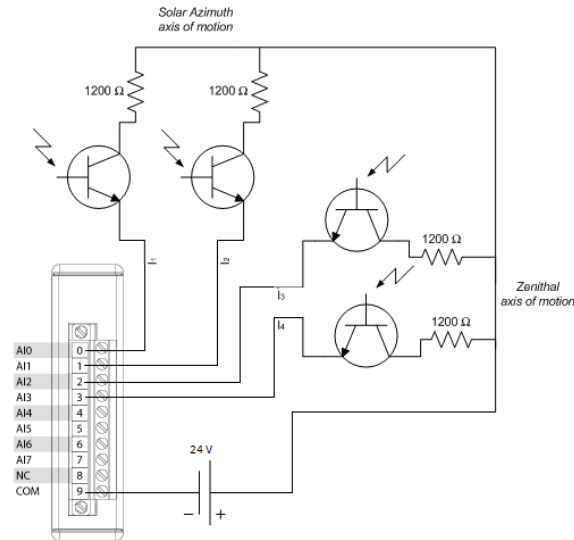 Solar Azimuth
axis of motion
1200 Ω
1200 Ω
1200 Ω
Zenithal
axis of motion
1200 Ω
I1
I2
I3
I4
AI0 0
AI1 1
AI2 2
AI3 3
AI4 4
AI5 5
AI6 6
AI7 7
NC 8
COM 9
24 V
− +